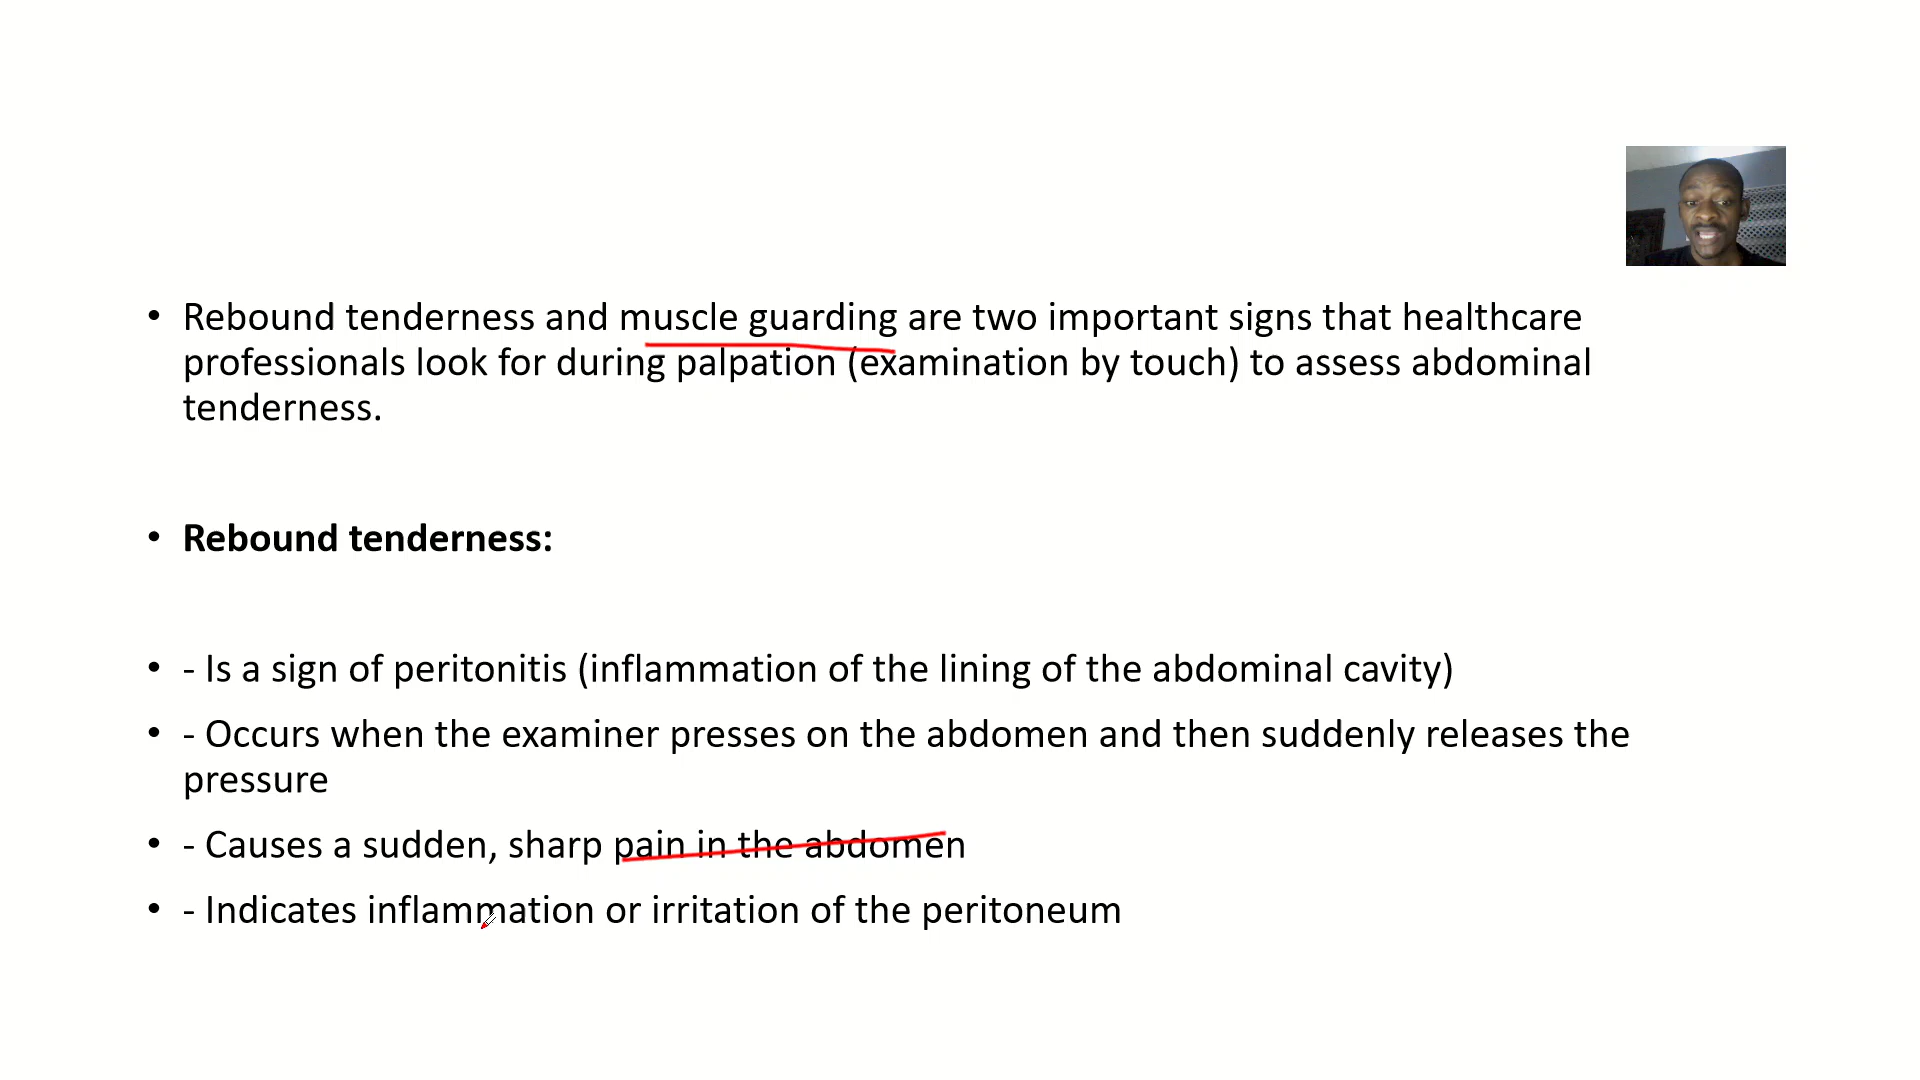 • Rebound tenderness and muscle guarding are two important signs that healthcare
professionals look for during palpation (examination by touch) to assess abdominal
tenderness.
• Rebound tenderness:
• - Is a sign of peritonitis (inflammation of the lining of the abdominal cavity)
• - Occurs when the examiner presses on the abdomen and then suddenly releases the
pressure
• - Causes a sudden, sharp pain in the abdomen
• - Indicates inflammation or irritation of the peritoneum